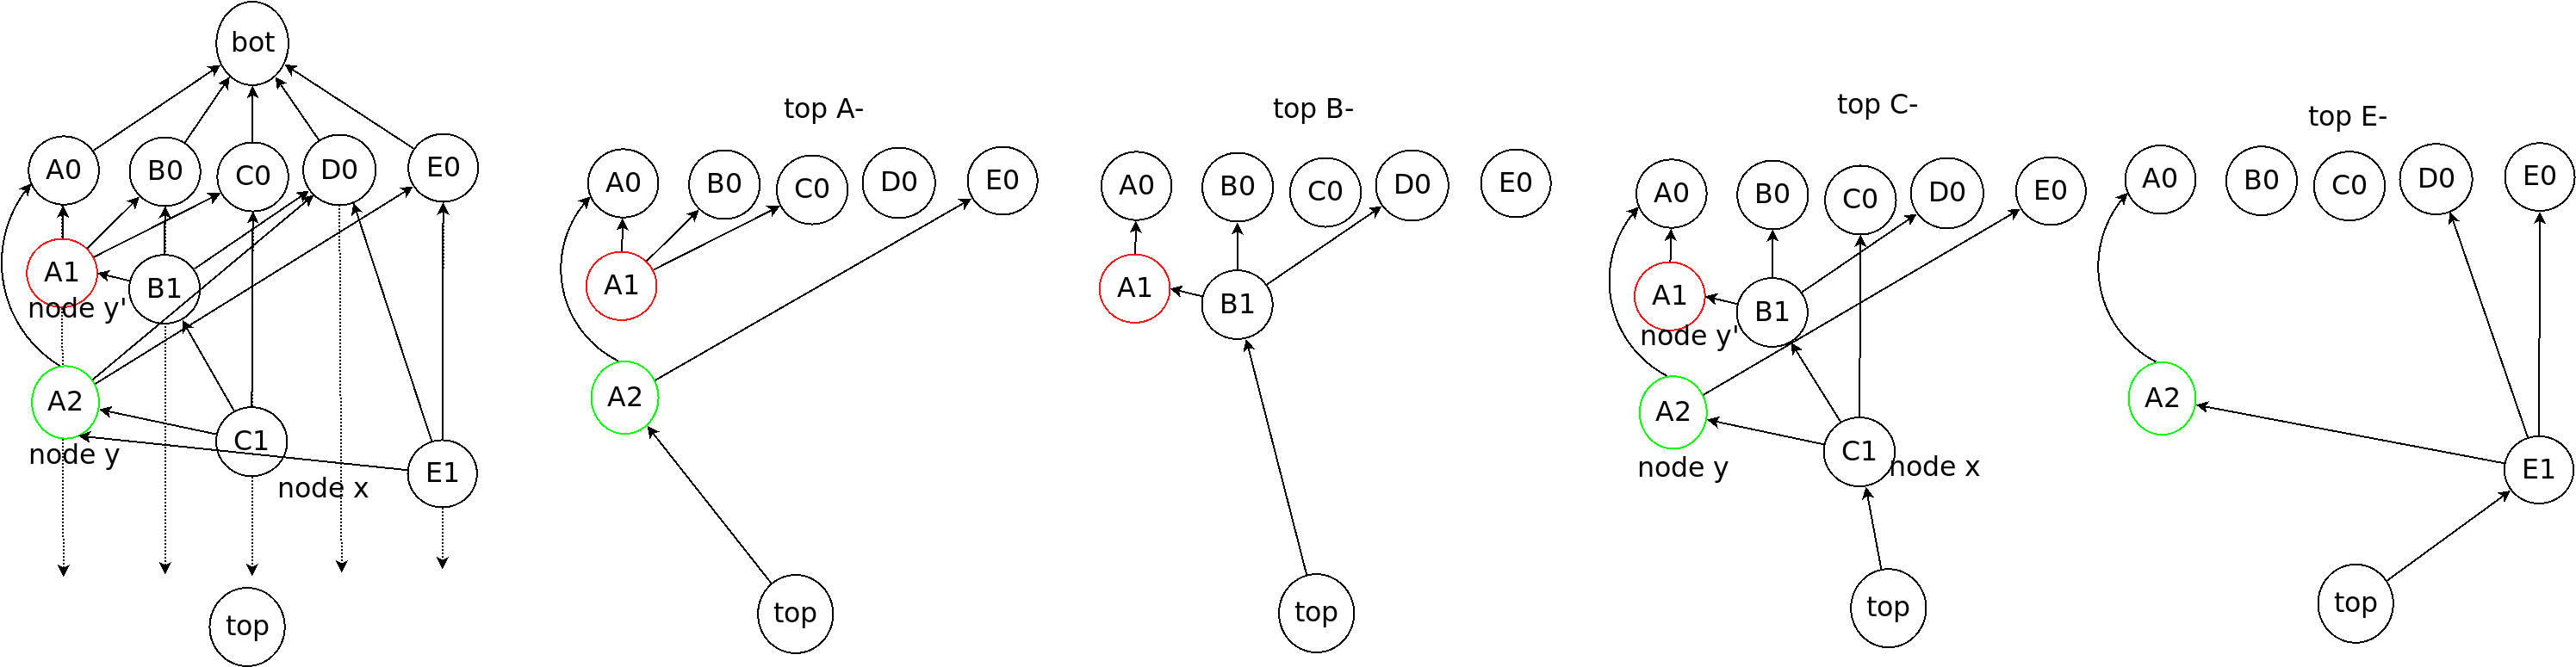 bot
A0
B0
C0
D0
E0
A1
B1
node y'
A2
node y
C1
E1
node x
top
top A-
A0
B0
C0
D0
E0
A1
A2
top
top B-
A0
B0
C0
D0
E0
A1
B1
top
top C-
A0
B0
C0
D0
E0
A1
B1
node y'
A2
node y
C1
node x
top
top E-
A0
B0
C0
D0
E0
A2
E1
top